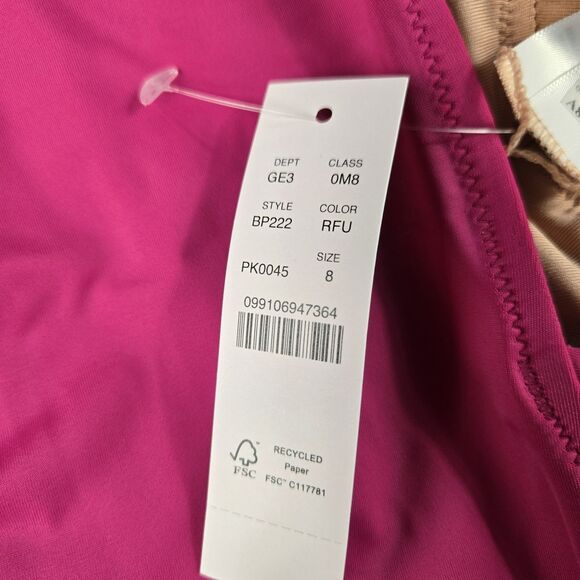 DEPT CLASS
GE3 0M8
STYLE COLOR
BP222 RFU
SIZE
PK0045 8
099106947364
RECYCLED
Paper
FSC™ C117781
FSC